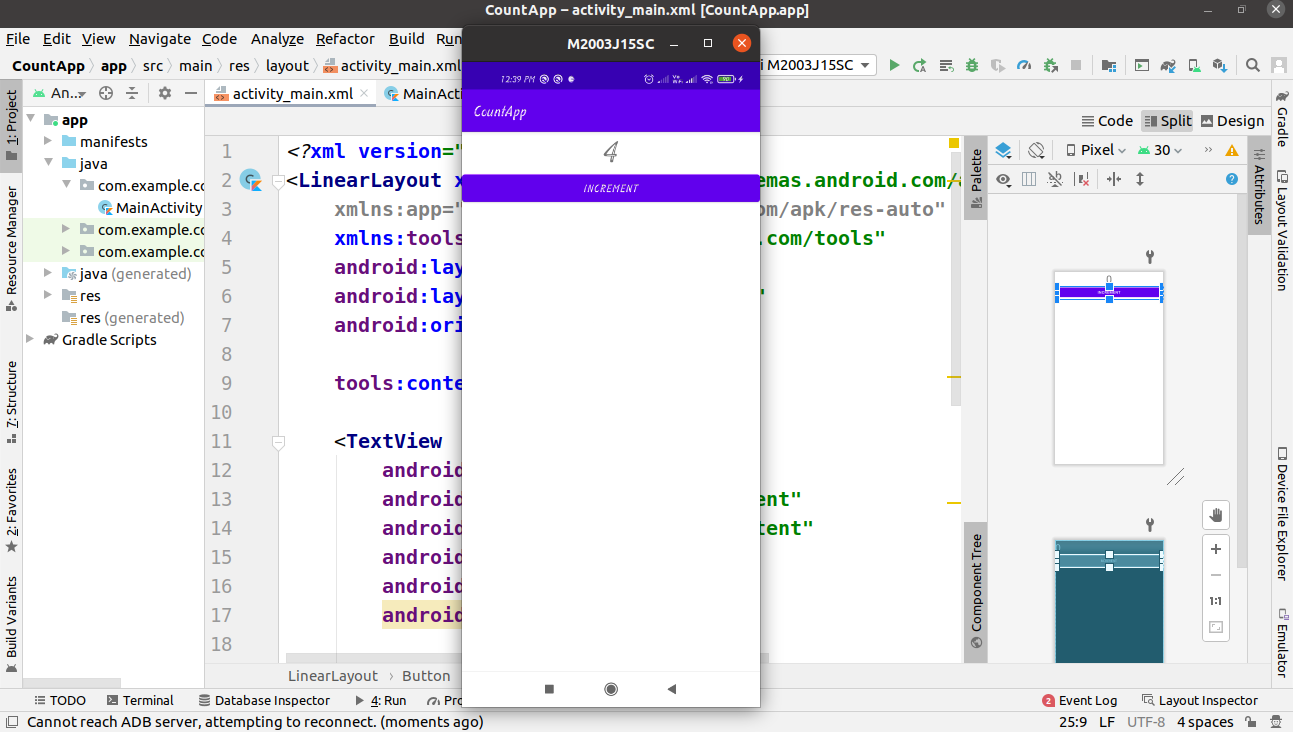 CountApp – activity_main.xml [CountApp.app]
File Edit View Navigate Code Analyze Refactor Build Run
CountApp app src main res layout activity_main.xml
M2003J15SC
An...
activity_main.xml
MainActi
Code Split Design
1: Project
Resource Manager
7: Structure
2: Favorites
Build Variants
app
manifests
java
com.example.co
MainActivity
com.example.co
com.example.co
java (generated)
res
res (generated)
Gradle Scripts
1 <?xml version="
2 <LinearLayout x emas.android.com/
3 xmlns:app=" om/apk/res-auto"
4 xmlns:tools .com/tools"
5 android:lay
6 android:lay "
7 android:ori
8
9 tools:conte
10
11 <TextView
12 android
13 android ent"
14 android tent"
15 android
16 android
17 android
18
M2003J15SC
12:39 PM
CountApp
4
INCREMENT
Palette
Pixel 30
Component Tree
0
INCREMENT
1:1
Attributes
Gradle
Layout Validation
Device File Explorer
Emulator
LinearLayout Button
TODO Terminal Database Inspector 4: Run Pro
2 Event Log Layout Inspector
Cannot reach ADB server, attempting to reconnect. (moments ago)
25:9 LF UTF-8 4 spaces